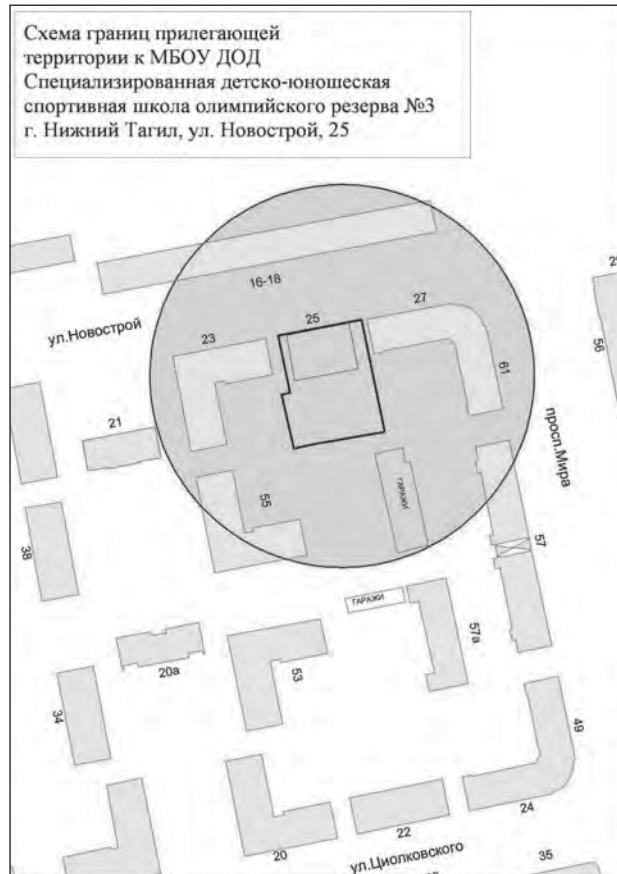 Схема границ прилегающей
территории к МБОУ ДОД
Специализированная детско-юношеская
спортивная школа олимпийского резерва №3
г. Нижний Тагил, ул. Новострой, 25
16-18
ул.Новострой
23
25
27
61
56
21
просп.Мира
55
ГАРАЖИ
38
57
ГАРАЖИ
57а
20а
53
34
49
24
22
20
ул.Циолковского
35